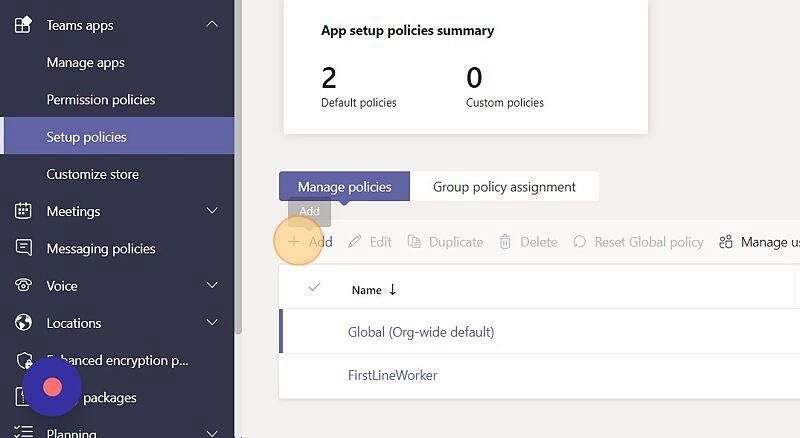 Teams apps
Manage apps
Permission policies
Setup policies
Customize store
Meetings
Messaging policies
Voice
Locations
Enhanced encryption p...
packages
Planning
App setup policies summary
2 0
Default policies Custom policies
Manage policies Group policy assignment
Add
Add Edit Duplicate Delete Reset Global policy Manage us
Name
Global (Org-wide default)
FirstLineWorker